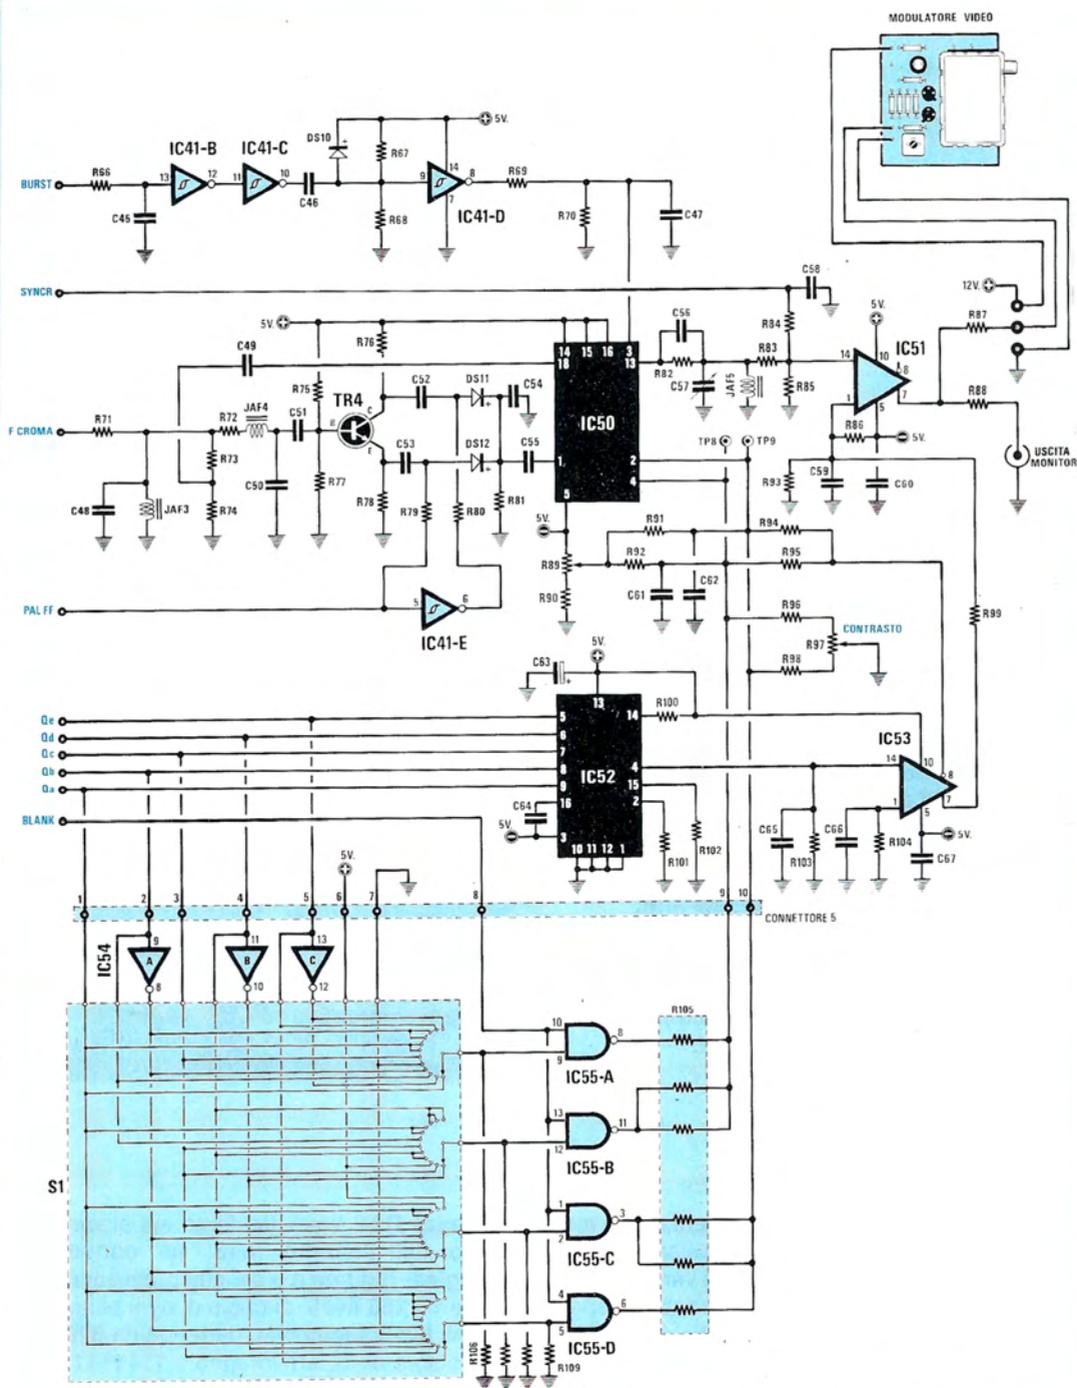 MODULATORE VIDEO
IC41-B
IC41-C
DS10
R67
5V.
R66
BURST
13
12
11
10
C46
C45
9
14
8
7
R68
IC41-D
R69
R70
C47
SYNCR
C58
12V.
5V.
R76
C49
14
15
16
3
18
13
C56
R82
C57
JAF5
R83
R84
R85
5V.
IC51
14
10
8
7
1
5
R87
R88
R86
5V.
USCITA
MONITOR
R75
TR4
C52
DS11
C54
R71
F CROMA
R72
JAF4
C51
B
C
E
C53
DS12
C55
IC50
1
2
4
5
TP8
TP9
R73
C50
R77
R78
R79
R80
R81
C48
JAF3
R74
R93
C59
C60
5V.
R89
R90
R91
R92
C61
C62
R94
R95
R99
PAL FF
5
6
IC41-E
R96
R97
CONTRASTO
R98
C63
5V.
13
Qe
5
14
R100
Qd
6
Qc
7
IC52
IC53
Qb
8
4
14
10
8
Qa
9
15
1
7
5
BLANK
16
2
C64
5V.
3
10
11
12
1
R101
R102
C65
R103
C66
R104
5V.
C67
5V.
1
2
3
4
5
6
7
8
9
10
CONNETTORE 5
IC54
9
11
13
A
B
C
8
10
12
R105
10
9
8
IC55-A
13
12
11
IC55-B
S1
1
2
3
IC55-C
4
5
6
IC55-D
R106
R109